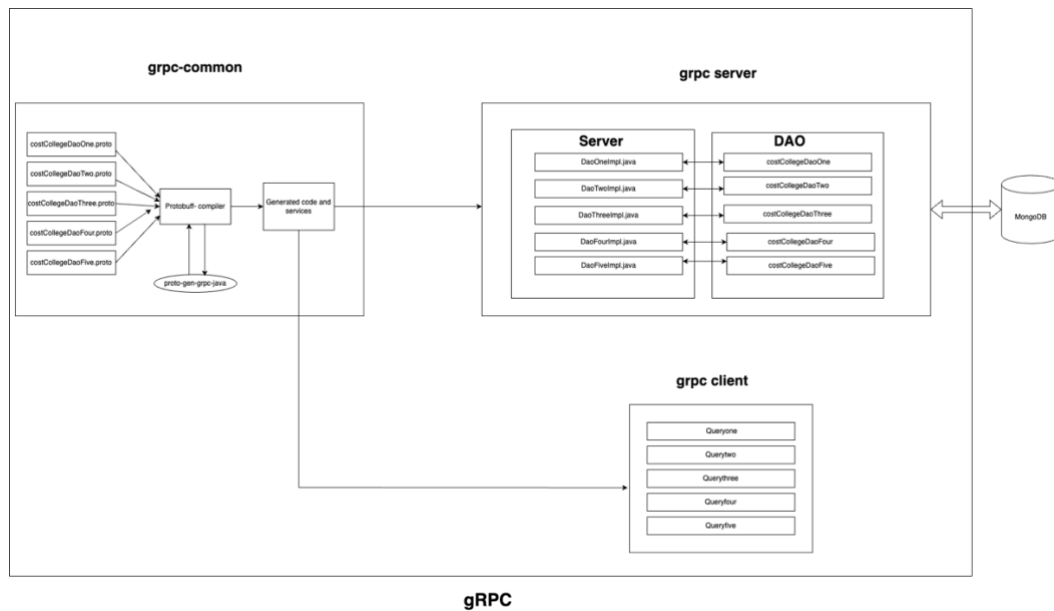 grpc-common
costCollegeDaoOne.proto
costCollegeDaoTwo.proto
costCollegeDaoThree.proto
costCollegeDaoFour.proto
costCollegeDaoFive.proto
Protobuff- compiler
proto-gen-grpc-java
Generated code and
services
grpc server
Server
DaoOneImpl.java
DaoTwoImpl.java
DaoThreeImpl.java
DaoFourImpl.java
DaoFiveImpl.java
DAO
costCollegeDaoOne
costCollegeDaoTwo
costCollegeDaoThree
costCollegeDaoFour
costCollegeDaoFive
MongoDB
grpc client
Queryone
Querytwo
Querythree
Queryfour
Queryfive
gRPC